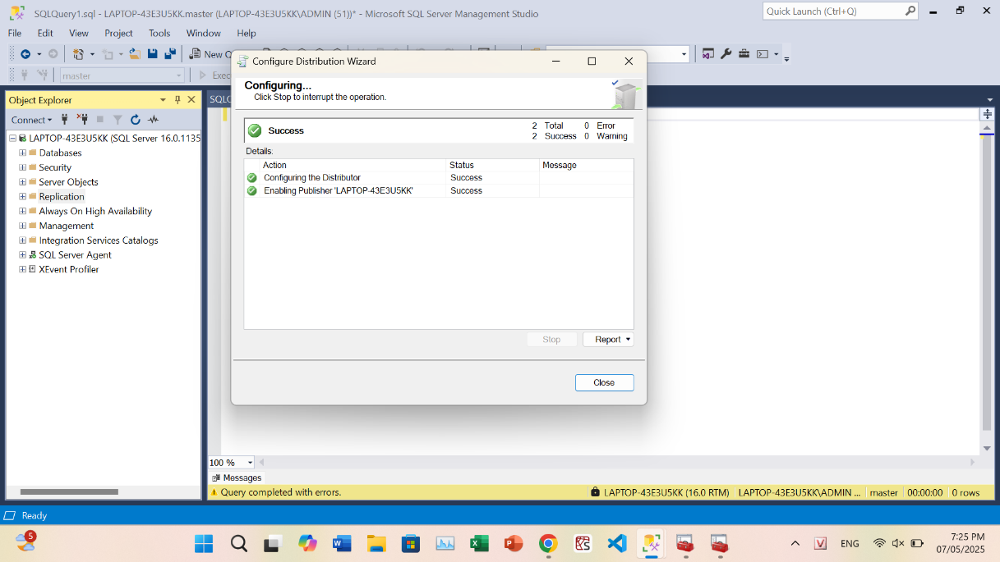 SQLQuery1.sql - LAPTOP-43E3U5KK.master (LAPTOP-43E3U5KK\ADMIN (51))* - Microsoft SQL Server Management Studio
Quick Launch (Ctrl+Q)
File Edit View Project Tools Window Help
New
master
Configure Distribution Wizard
Configuring...
Click Stop to interrupt the operation.
Success
2 Total 0 Error
2 Success 0 Warning
Details:
Action Status Message
Configuring the Distributor Success
Enabling Publisher 'LAPTOP-43E3U5KK' Success
Stop Report
Close
Object Explorer
Connect
LAPTOP-43E3U5KK (SQL Server 16.0.1135
Databases
Security
Server Objects
Replication
Always On High Availability
Management
Integration Services Catalogs
SQL Server Agent
XEvent Profiler
100 %
Messages
Query completed with errors.
LAPTOP-43E3U5KK (16.0 RTM) LAPTOP-43E3U5KK\ADMIN ... master 00:00:00 0 rows
Ready
5
ENG
7:25 PM
07/05/2025